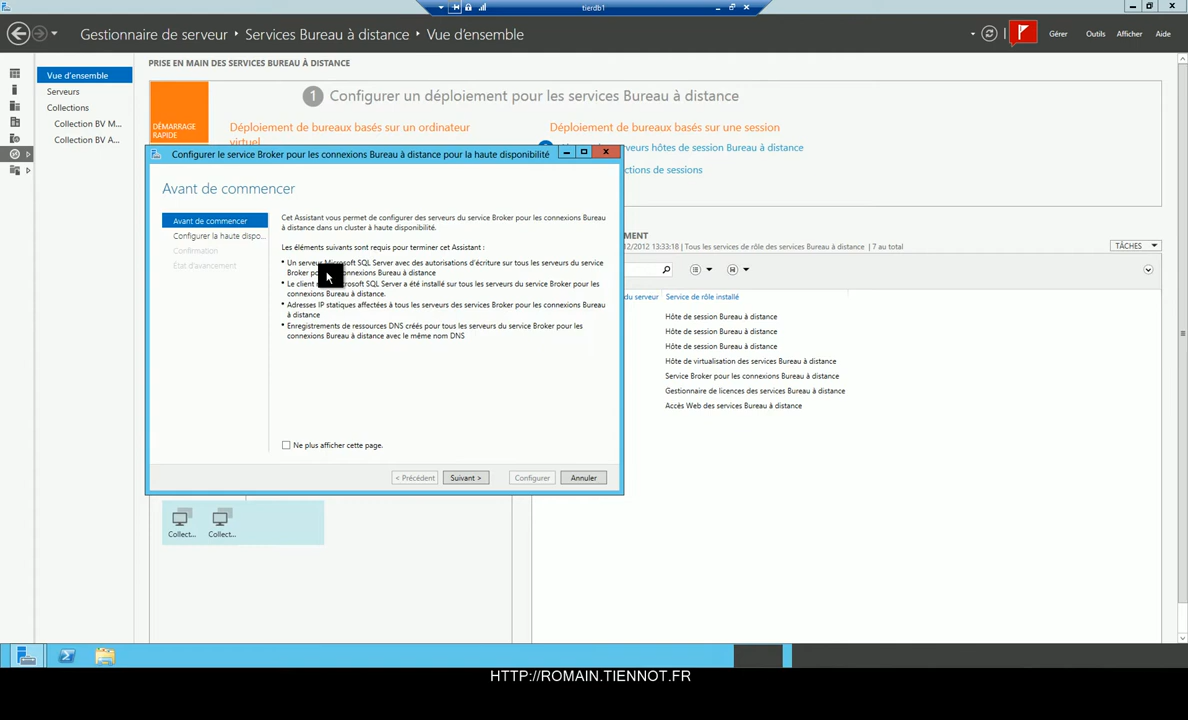 tierdb1
Gestionnaire de serveur ▸ Services Bureau à distance ▸ Vue d'ensemble
Gérer Outils Afficher Aide
Vue d'ensemble
Serveurs
Collections
Collection BV M...
Collection BV A...
PRISE EN MAIN DES SERVICES BUREAU À DISTANCE
DÉMARRAGE
RAPIDE
1 Configurer un déploiement pour les services Bureau à distance
Déploiement de bureaux basés sur un ordinateur
virtuel
Déploiement de bureaux basés sur une session
serveurs hôtes de session Bureau à distance
ctions de sessions
Configurer le service Broker pour les connexions Bureau à distance pour la haute disponibilité
Avant de commencer
Avant de commencer
Configurer la haute dispo...
Confirmation
État d'avancement
Cet Assistant vous permet de configurer des serveurs du service Broker pour les connexions Bureau
à distance dans un cluster à haute disponibilité.
Les éléments suivants sont requis pour terminer cet Assistant :
• Un serveur Microsoft SQL Server avec des autorisations d'écriture sur tous les serveurs du service
Broker pour connexions Bureau à distance
• Le client Microsoft SQL Server a été installé sur tous les serveurs du service Broker pour les
connexions Bureau à distance.
• Adresses IP statiques affectées à tous les serveurs des services Broker pour les connexions Bureau
à distance
• Enregistrements de ressources DNS créés pour tous les serveurs du service Broker pour les
connexions Bureau à distance avec le même nom DNS
Ne plus afficher cette page.
< Précédent Suivant > Configurer Annuler
MENT
12/2012 13:33:18 | Tous les services de rôle des services Bureau à distance | 7 au total
TÂCHES
du serveur Service de rôle installé
Hôte de session Bureau à distance
Hôte de session Bureau à distance
Hôte de session Bureau à distance
Hôte de virtualisation des services Bureau à distance
Service Broker pour les connexions Bureau à distance
Gestionnaire de licences des services Bureau à distance
Accès Web des services Bureau à distance
Collect... Collect...
HTTP://ROMAIN.TIENNOT.FR